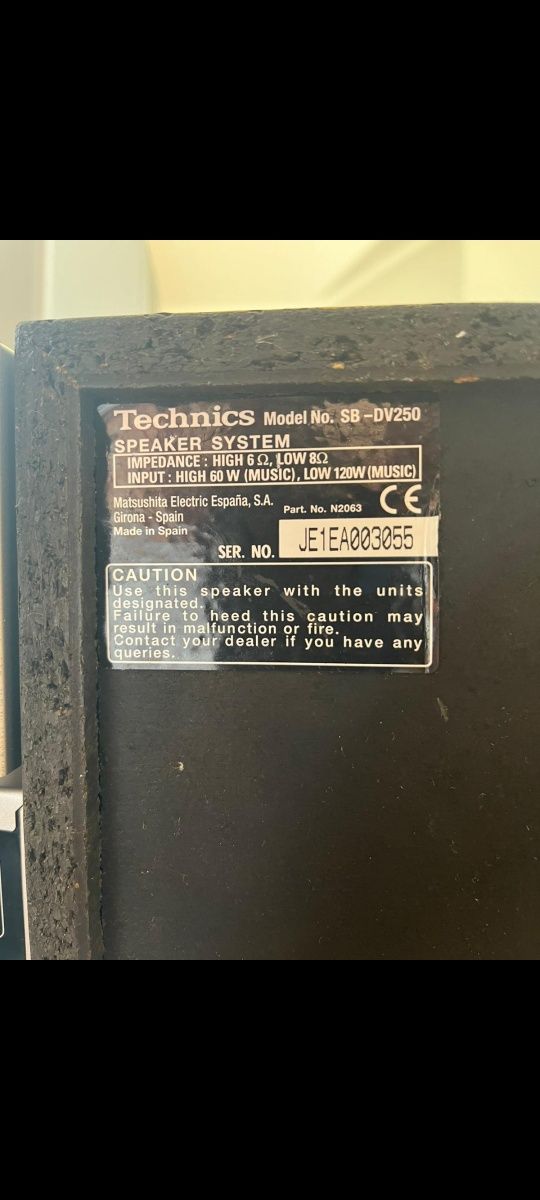 Technics Model No. SB-DV250
SPEAKER SYSTEM
IMPEDANCE : HIGH 6 Ω, LOW 8Ω
INPUT : HIGH 60 W (MUSIC), LOW 120W (MUSIC)
Matsushita Electric España, S.A.
Girona - Spain
Part. No. N2063
CE
Made in Spain
SER. NO. JE1EA003055
CAUTION
Use this speaker with the units
designated.
Failure to heed this caution may
result in malfunction or fire.
Contact your dealer if you have any
queries.